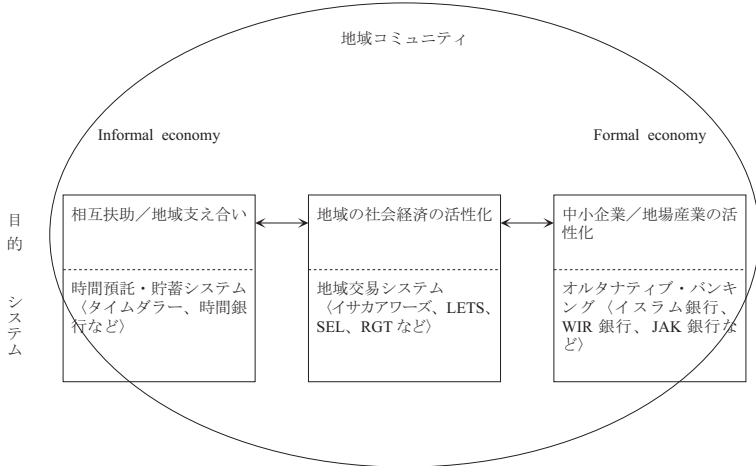 地域コミュニティ
Informal economy
Formal economy
目的
相互扶助／地域支え合い
地域の社会経済の活性化
中小企業／地場産業の活
性化
システム
時間預託・貯蓄システム
〈タイムダラー、時間銀
行など〉
地域交易システム
〈イサカアワーズ、LETS、
SEL、RGT など〉
オルタナティブ・バンキ
ング〈イスラム銀行、
WIR 銀行、JAK 銀行な
ど〉